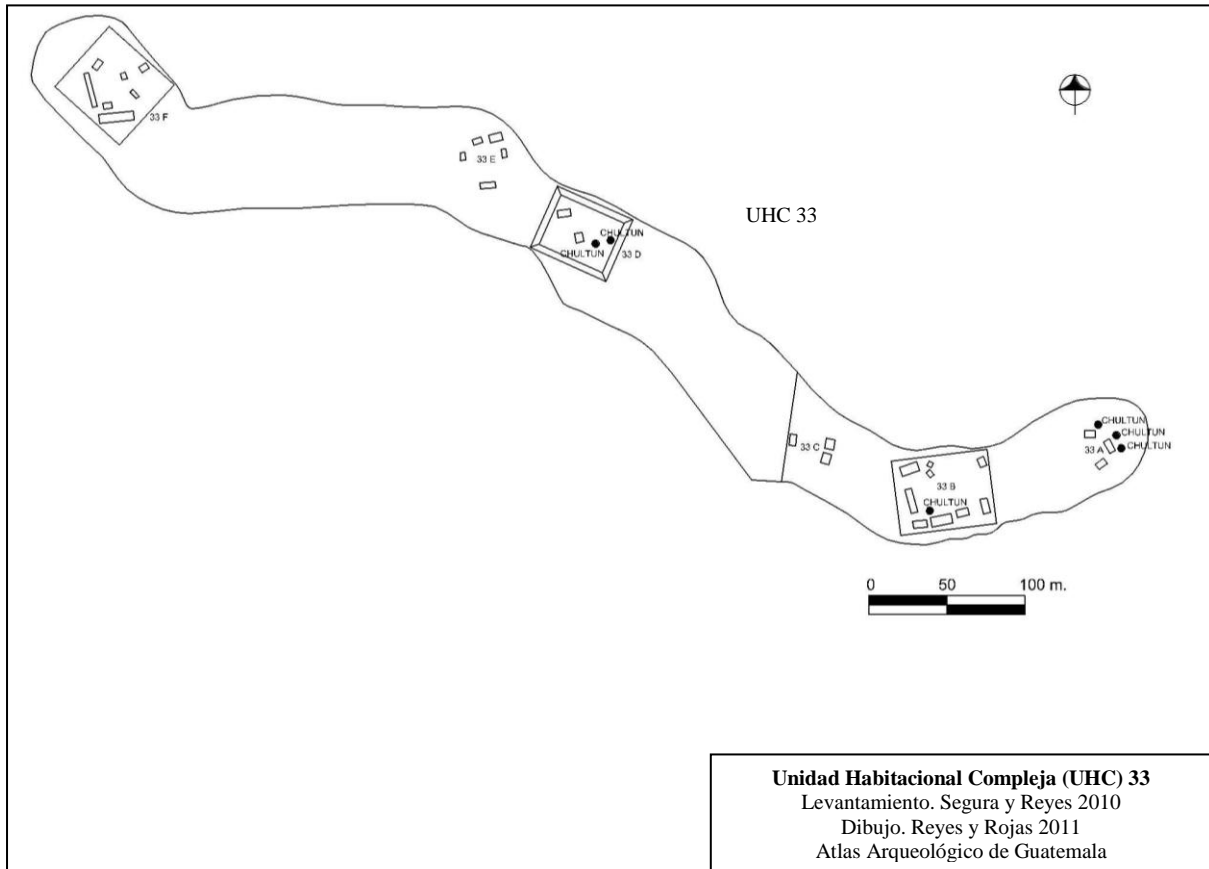 33 F
33 E
UHC 33
CHULTUN
CHULTUN
33 D
33 C
CHULTUN
CHULTUN
33 A
CHULTUN
33 B
CHULTUN
0 50 100 m.
Unidad Habitacional Compleja (UHC) 33
Levantamiento. Segura y Reyes 2010
Dibujo. Reyes y Rojas 2011
Atlas Arqueológico de Guatemala